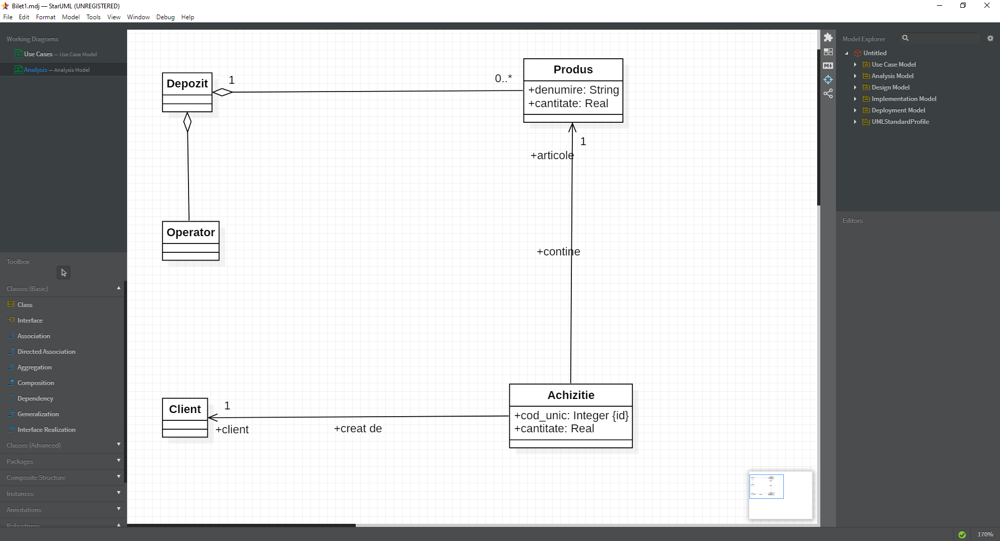 Bilet1.mdj — StarUML (UNREGISTERED)
File Edit Format Model Tools View Window Debug Help
Working Diagrams
Use Cases — Use Case Model
Analysis — Analysis Model
Toolbox
Classes (Basic)
Class
Interface
Association
Directed Association
Aggregation
Composition
Dependency
Generalization
Interface Realization
Classes (Advanced)
Packages
Composite Structure
Instances
Annotations
Robustness
Depozit
1
0..*
Produs
+denumire: String
+cantitate: Real
1
+articole
Operator
+contine
Client
1
+client
+creat de
Achizitie
+cod_unic: Integer {id}
+cantitate: Real
M↓
Model Explorer
Untitled
Use Case Model
Analysis Model
Design Model
Implementation Model
Deployment Model
UMLStandardProfile
Editors
170%